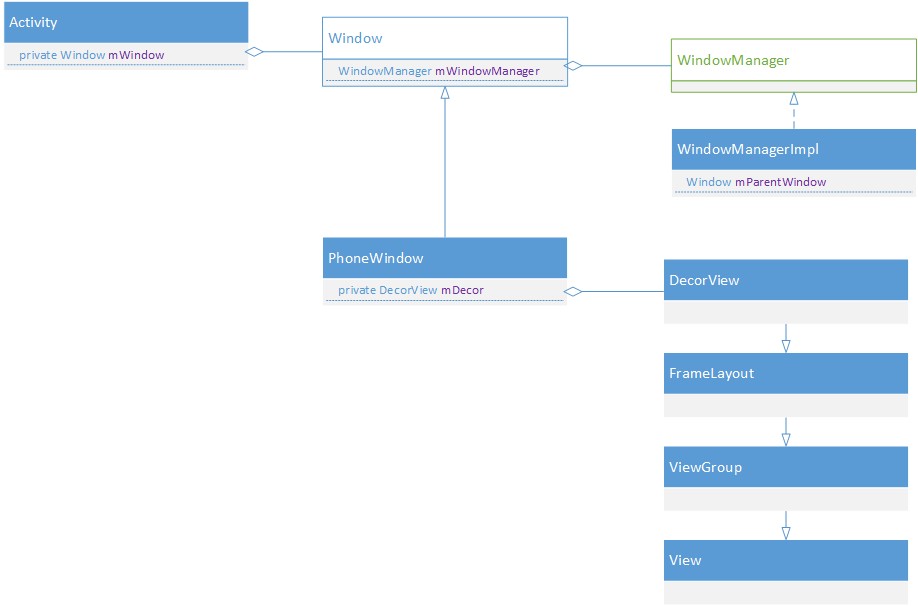 Activity
private Window mWindow
Window
WindowManager mWindowManager
WindowManager
WindowManagerImpl
Window mParentWindow
PhoneWindow
private DecorView mDecor
DecorView
FrameLayout
ViewGroup
View